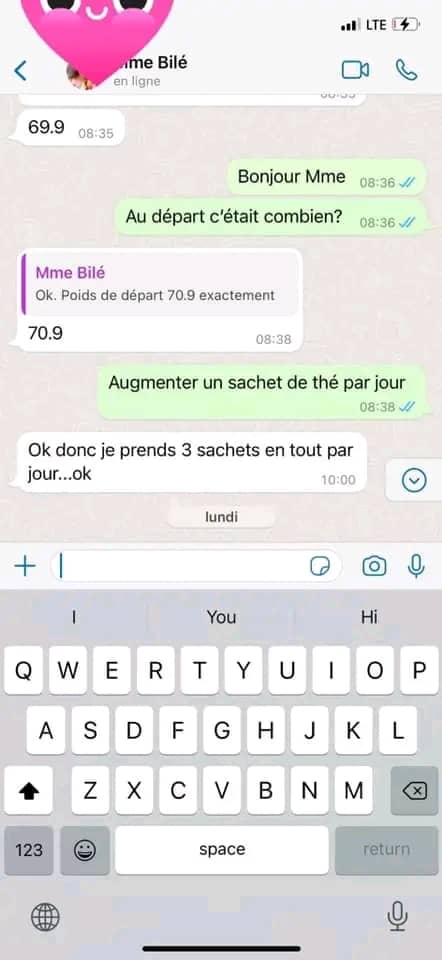 LTE
mme Bilé
en ligne
69.9 08:35
Bonjour Mme 08:36
Au départ c'était combien? 08:36
Mme Bilé
Ok. Poids de départ 70.9 exactement
70.9 08:38
Augmenter un sachet de thé par jour
08:38
Ok donc je prends 3 sachets en tout par
jour...ok 10:00
lundi
I You Hi
Q W E R T Y U I O P
A S D F G H J K L
Z X C V B N M
123 space return